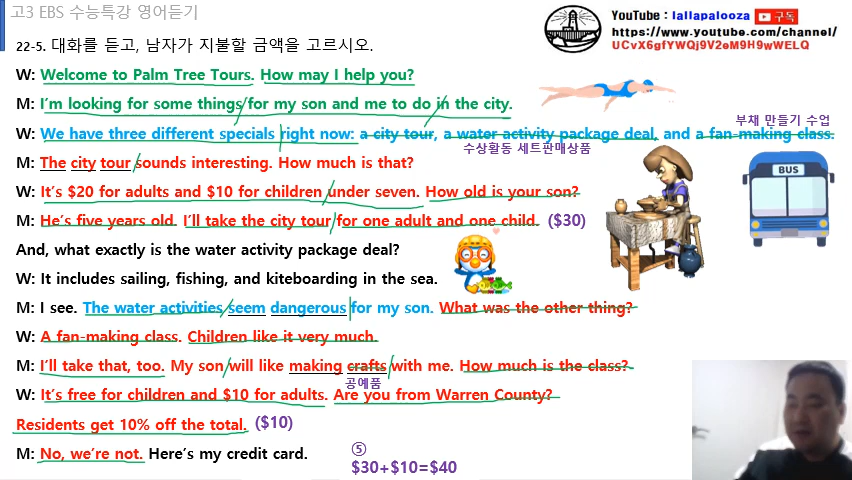 고3 EBS 수능특강 영어듣기
YouTube : lallapalooza 구독
https://www.youtube.com/channel/
UCvX6gfYWQj9V2eM9H9wWELQ
22-5. 대화를 듣고, 남자가 지불할 금액을 고르시오.
W: Welcome to Palm Tree Tours. How may I help you?
M: I'm looking for some things for my son and me to do in the city.
부채 만들기 수업
W: We have three different specials right now: a city tour, a water activity package deal, and a fan-making class.
수상활동 세트판매상품
M: The city tour sounds interesting. How much is that?
BUS
W: It's $20 for adults and $10 for children under seven. How old is your son?
M: He's five years old. I'll take the city tour for one adult and one child. ($30)
And, what exactly is the water activity package deal?
W: It includes sailing, fishing, and kiteboarding in the sea.
M: I see. The water activities seem dangerous for my son. What was the other thing?
W: A fan-making class. Children like it very much.
M: I'll take that, too. My son will like making crafts with me. How much is the class?
공예품
W: It's free for children and $10 for adults. Are you from Warren County?
Residents get 10% off the total. ($10)
M: No, we're not. Here's my credit card.
⑤
$30+$10=$40